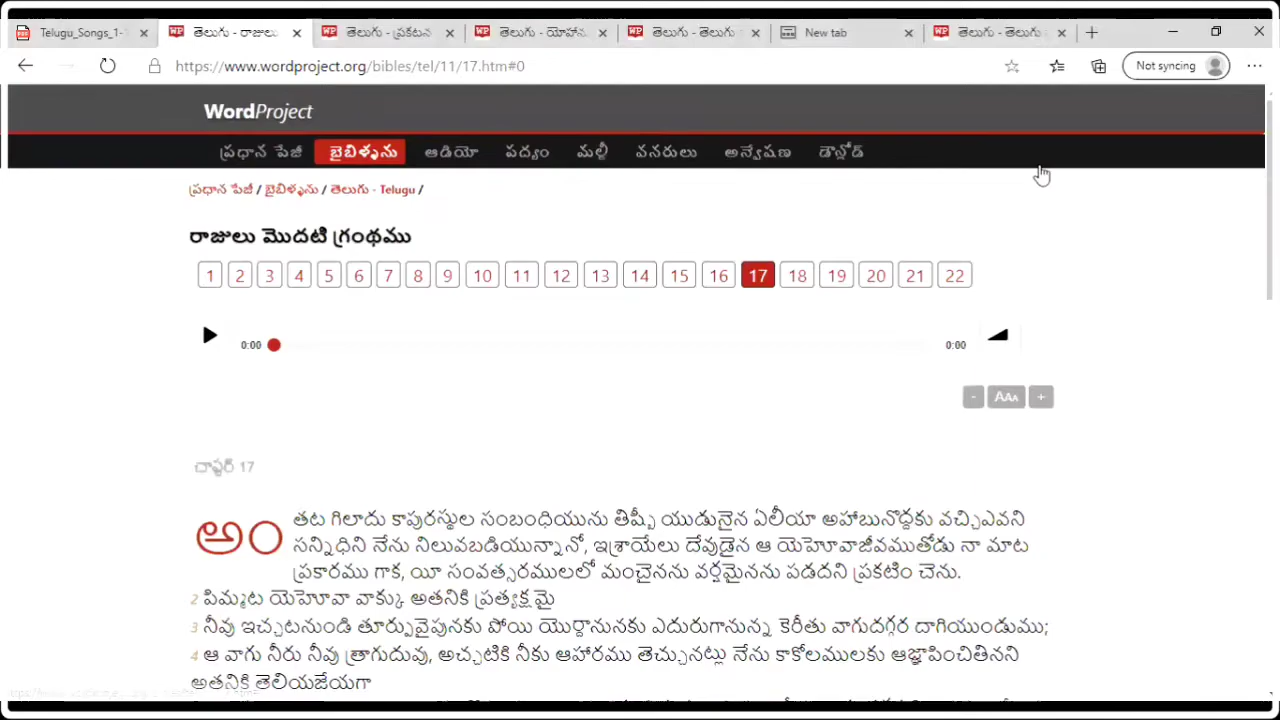 Telugu_Songs_1-
తెలుగు - రాజులు
తెలుగు - ప్రకటన
తెలుగు - యోహాన
తెలుగు - తెలుగు
New tab
తెలుగు - తెలుగు
https://www.wordproject.org/bibles/tel/11/17.htm#0
Not syncing
WordProject
ప్రధాన పేజీ బైబిళ్ళను ఆడియో పద్యం మల్టీ వనరులు అన్వేషణ డౌన్లోడ్
ప్రధాన పేజీ / బైబిళ్ళను / తెలుగు - Telugu /
రాజులు మొదటి గ్రంథము
1 2 3 4 5 6 7 8 9 10 11 12 13 14 15 16 17 18 19 20 21 22
0:00 0:00
- AAA +
చాప్టర్ 17
అంతట గిలాదు కాపురస్థుల సంబంధియును తిష్బీ యుడునైన ఏలీయా అహాబునొద్దకు వచ్చిఎవని
సన్నిధిని నేను నిలువబడియున్నానో, ఇశ్రాయేలు దేవుడైన ఆ యెహోవాజీవముతోడు నా మాట
ప్రకారము గాక, యీ సంవత్సరములలో మంచైనను వర్షమైనను పడదని ప్రకటిం చెను.
2 పిమ్మట యెహోవా వాక్కు అతనికి ప్రత్యక్ష మై
3 నీవు ఇచ్చటనుండి తూర్పువైపునకు పోయి యొర్దానునకు ఎదురుగానున్న కెరీతు వాగుదగ్గర దాగియుండుము;
4 ఆ వాగు నీరు నీవు త్రాగుదువు, అచ్చటికి నీకు ఆహారము తెచ్చునట్లు నేను కాకోలములకు ఆజ్ఞాపించితినని
అతనికి తెలియజేయగా